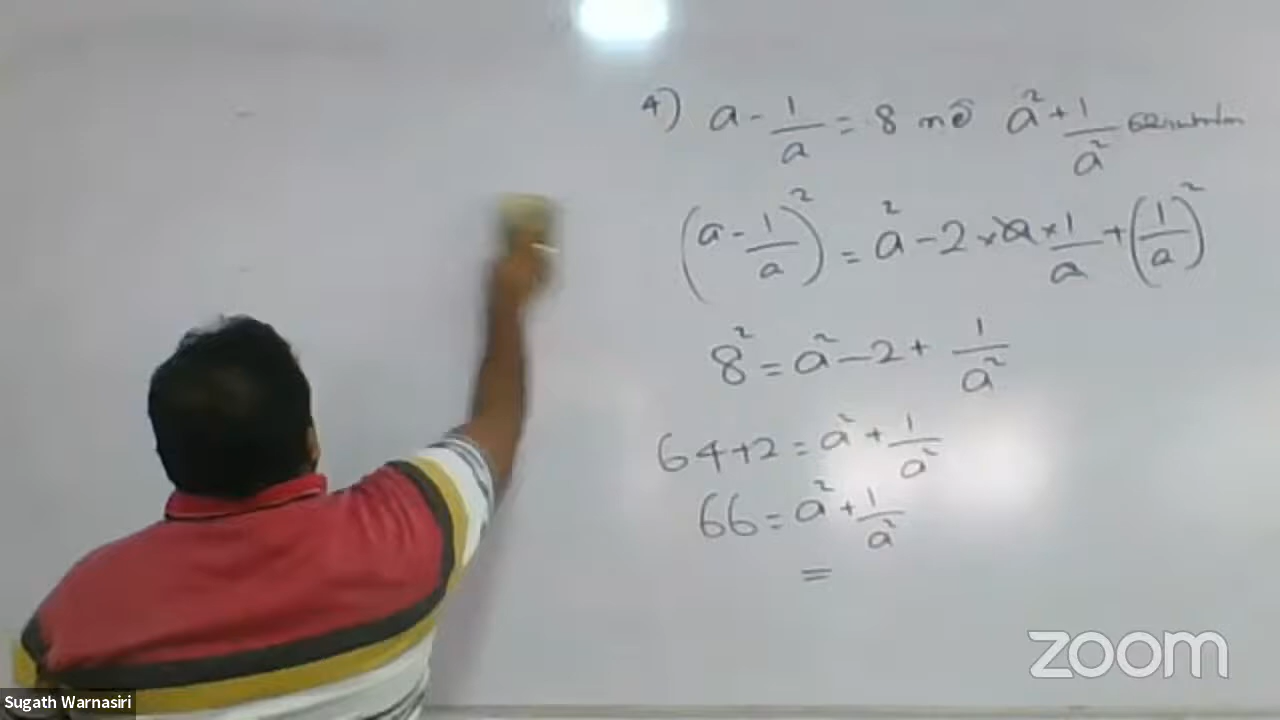 4) a - 1/a = 8 නම් a² + 1/a²
(a - 1/a)² = a² - 2 × a × 1/a + (1/a)²
8² = a² - 2 + 1/a²
64 + 2 = a² + 1/a²
66 = a² + 1/a²
=
zoom
Sugath Warnasiri